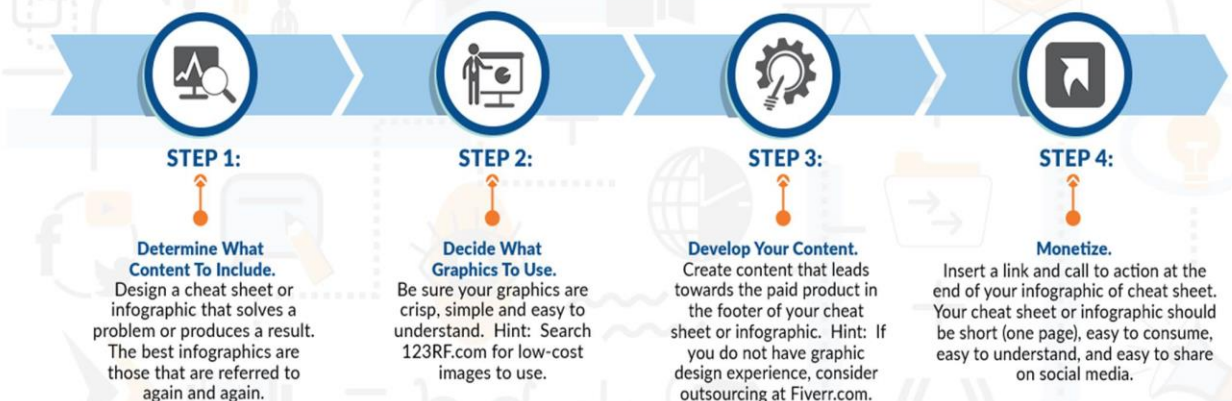 STEP 1:
Determine What
Content To Include.
Design a cheat sheet or
infographic that solves a
problem or produces a result.
The best infographics are
those that are referred to
again and again.
STEP 2:
Decide What
Graphics To Use.
Be sure your graphics are
crisp, simple and easy to
understand. Hint: Search
123RF.com for low-cost
images to use.
STEP 3:
Develop Your Content.
Create content that leads
towards the paid product in
the footer of your cheat
sheet or infographic. Hint: If
you do not have graphic
design experience, consider
outsourcing at Fiverr.com.
STEP 4:
Monetize.
Insert a link and call to action at the
end of your infographic of cheat sheet.
Your cheat sheet or infographic should
be short (one page), easy to consume,
easy to understand, and easy to share
on social media.